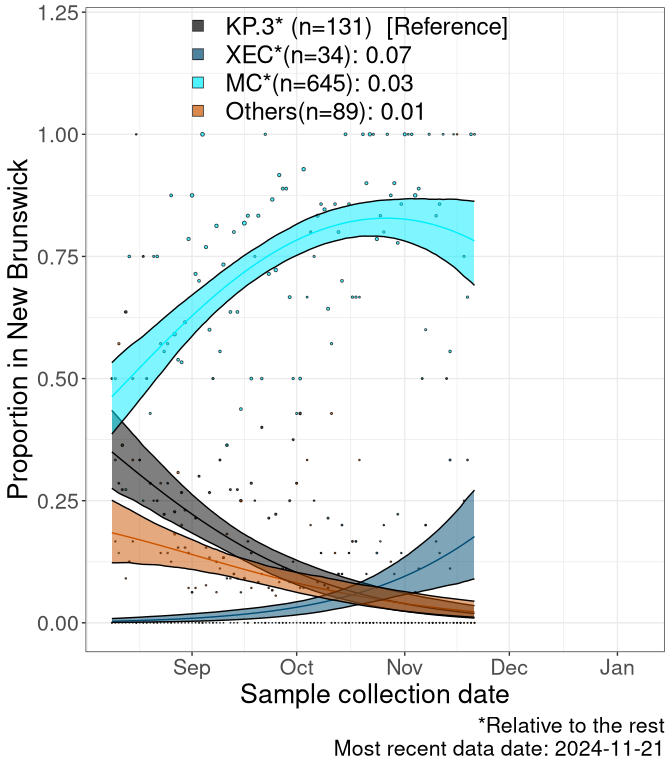 1.25
KP.3* (n=131)  [Reference]
XEC*(n=34): 0.07
MC*(n=645): 0.03
Others(n=89): 0.01
1.00
0.75
0.50
0.25
0.00
Proportion in New Brunswick
Sep Oct Nov Dec Jan
Sample collection date
*Relative to the rest
Most recent data date: 2024-11-21